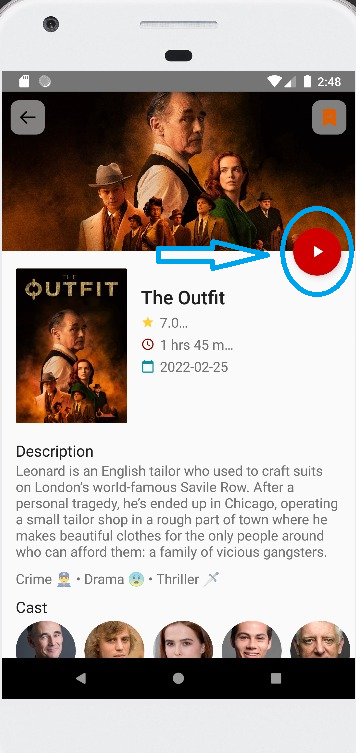 2:48
THE
OUTFIT
The Outfit
7.0...
1 hrs 45 m...
2022-02-25
Description
Leonard is an English tailor who used to craft suits
on London's world-famous Savile Row. After a
personal tragedy, he's ended up in Chicago, operating
a small tailor shop in a rough part of town where he
makes beautiful clothes for the only people around
who can afford them: a family of vicious gangsters.
Crime 👮 • Drama 😨 • Thriller 🗡
Cast